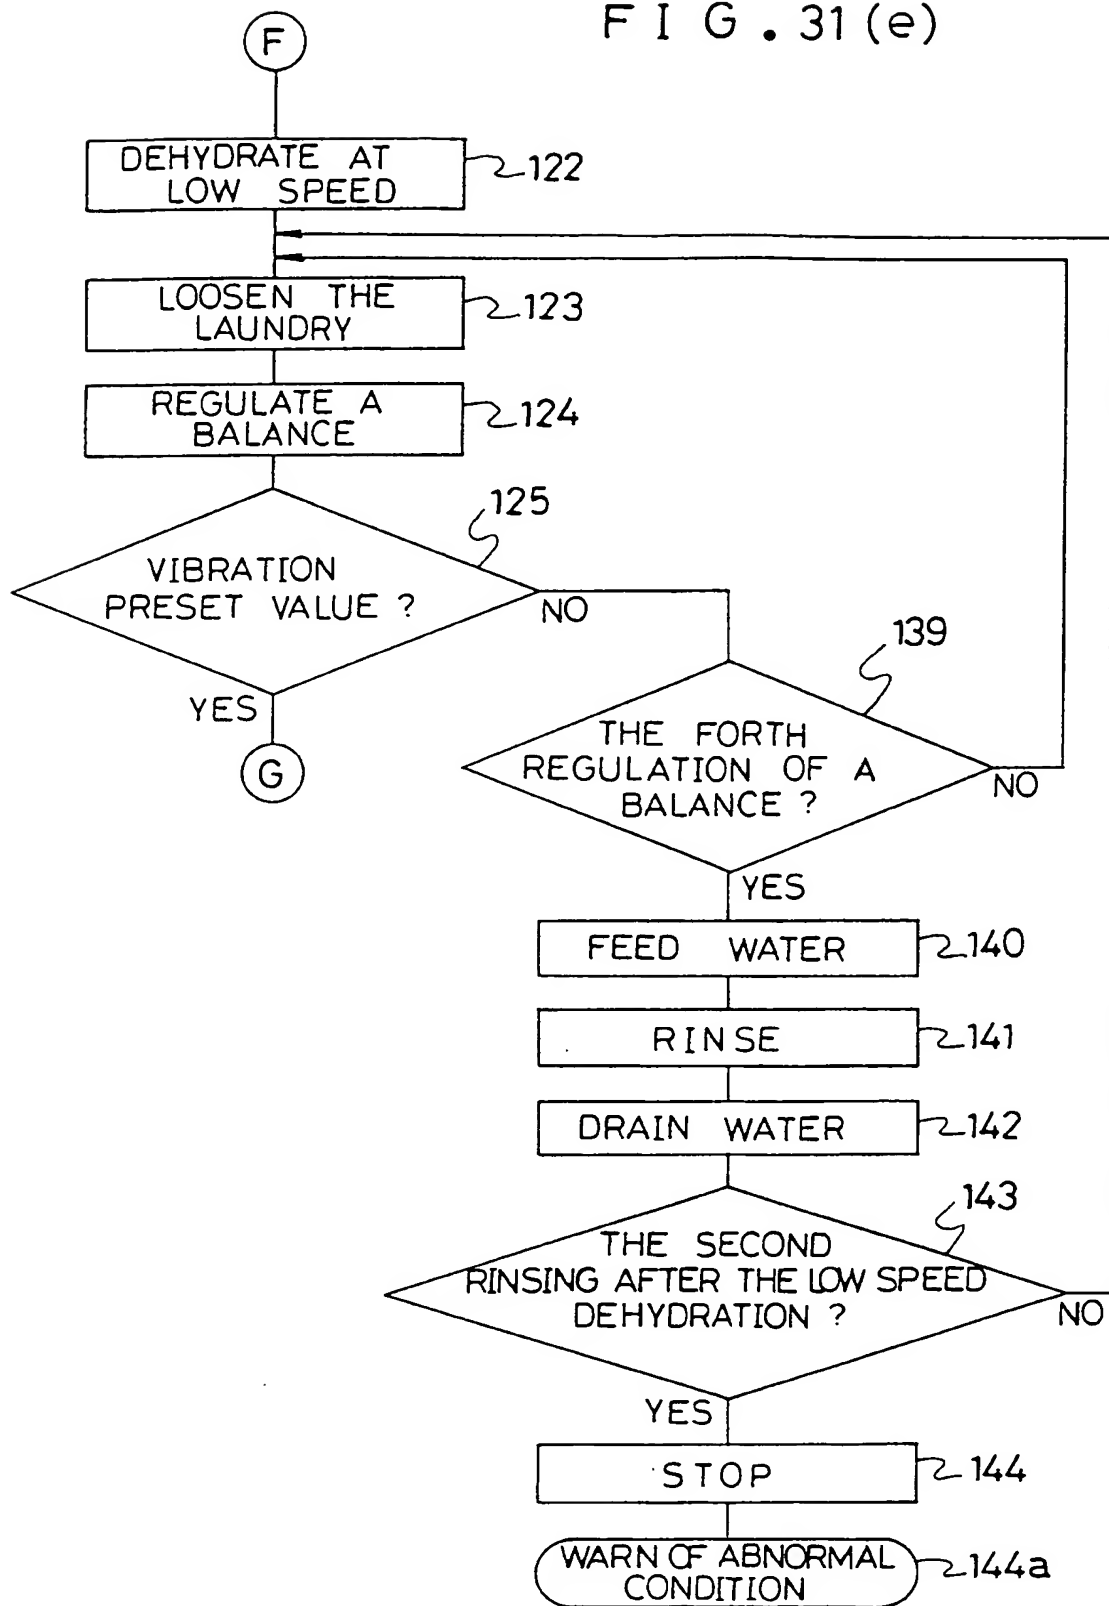 FIG. 31 (e)
F
DEHYDRATE AT
LOW SPEED
122
LOOSEN THE
LAUNDRY
123
REGULATE A
BALANCE
124
125
VIBRATION
PRESET VALUE ?
NO
YES
G
139
THE FORTH
REGULATION OF A
BALANCE ?
NO
YES
FEED WATER
140
RINSE
141
DRAIN WATER
142
143
THE SECOND
RINSING AFTER THE LOW SPEED
DEHYDRATION ?
NO
YES
STOP
144
WARN OF ABNORMAL
CONDITION
144a